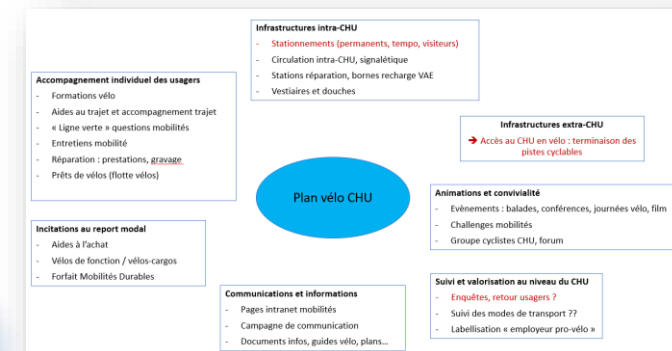 Infrastructures intra-CHU
- Stationnements (permanents, tempo, visiteurs)
- Circulation intra-CHU, signalétique
- Stations réparation, bornes recharge VAE
- Vestiaires et douches
Accompagnement individuel des usagers
- Formations vélo
- Aides au trajet et accompagnement trajet
- « Ligne verte » questions mobilités
- Entretiens mobilité
- Réparation : prestations, gravage
- Prêts de vélos (flotte vélos)
Infrastructures extra-CHU
→ Accès au CHU en vélo : terminaison des
pistes cyclables
Plan vélo CHU
Animations et convivialité
- Evènements : balades, conférences, journées vélo, film
- Challenges mobilités
- Groupe cyclistes CHU, forum
Incitations au report modal
- Aides à l'achat
- Vélos de fonction / vélos-cargos
- Forfait Mobilités Durables
Communications et informations
- Pages intranet mobilités
- Campagne de communication
- Documents infos, guides vélo, plans...
Suivi et valorisation au niveau du CHU
- Enquêtes, retour usagers ?
- Suivi des modes de transport ??
- Labellisation « employeur pro-vélo »